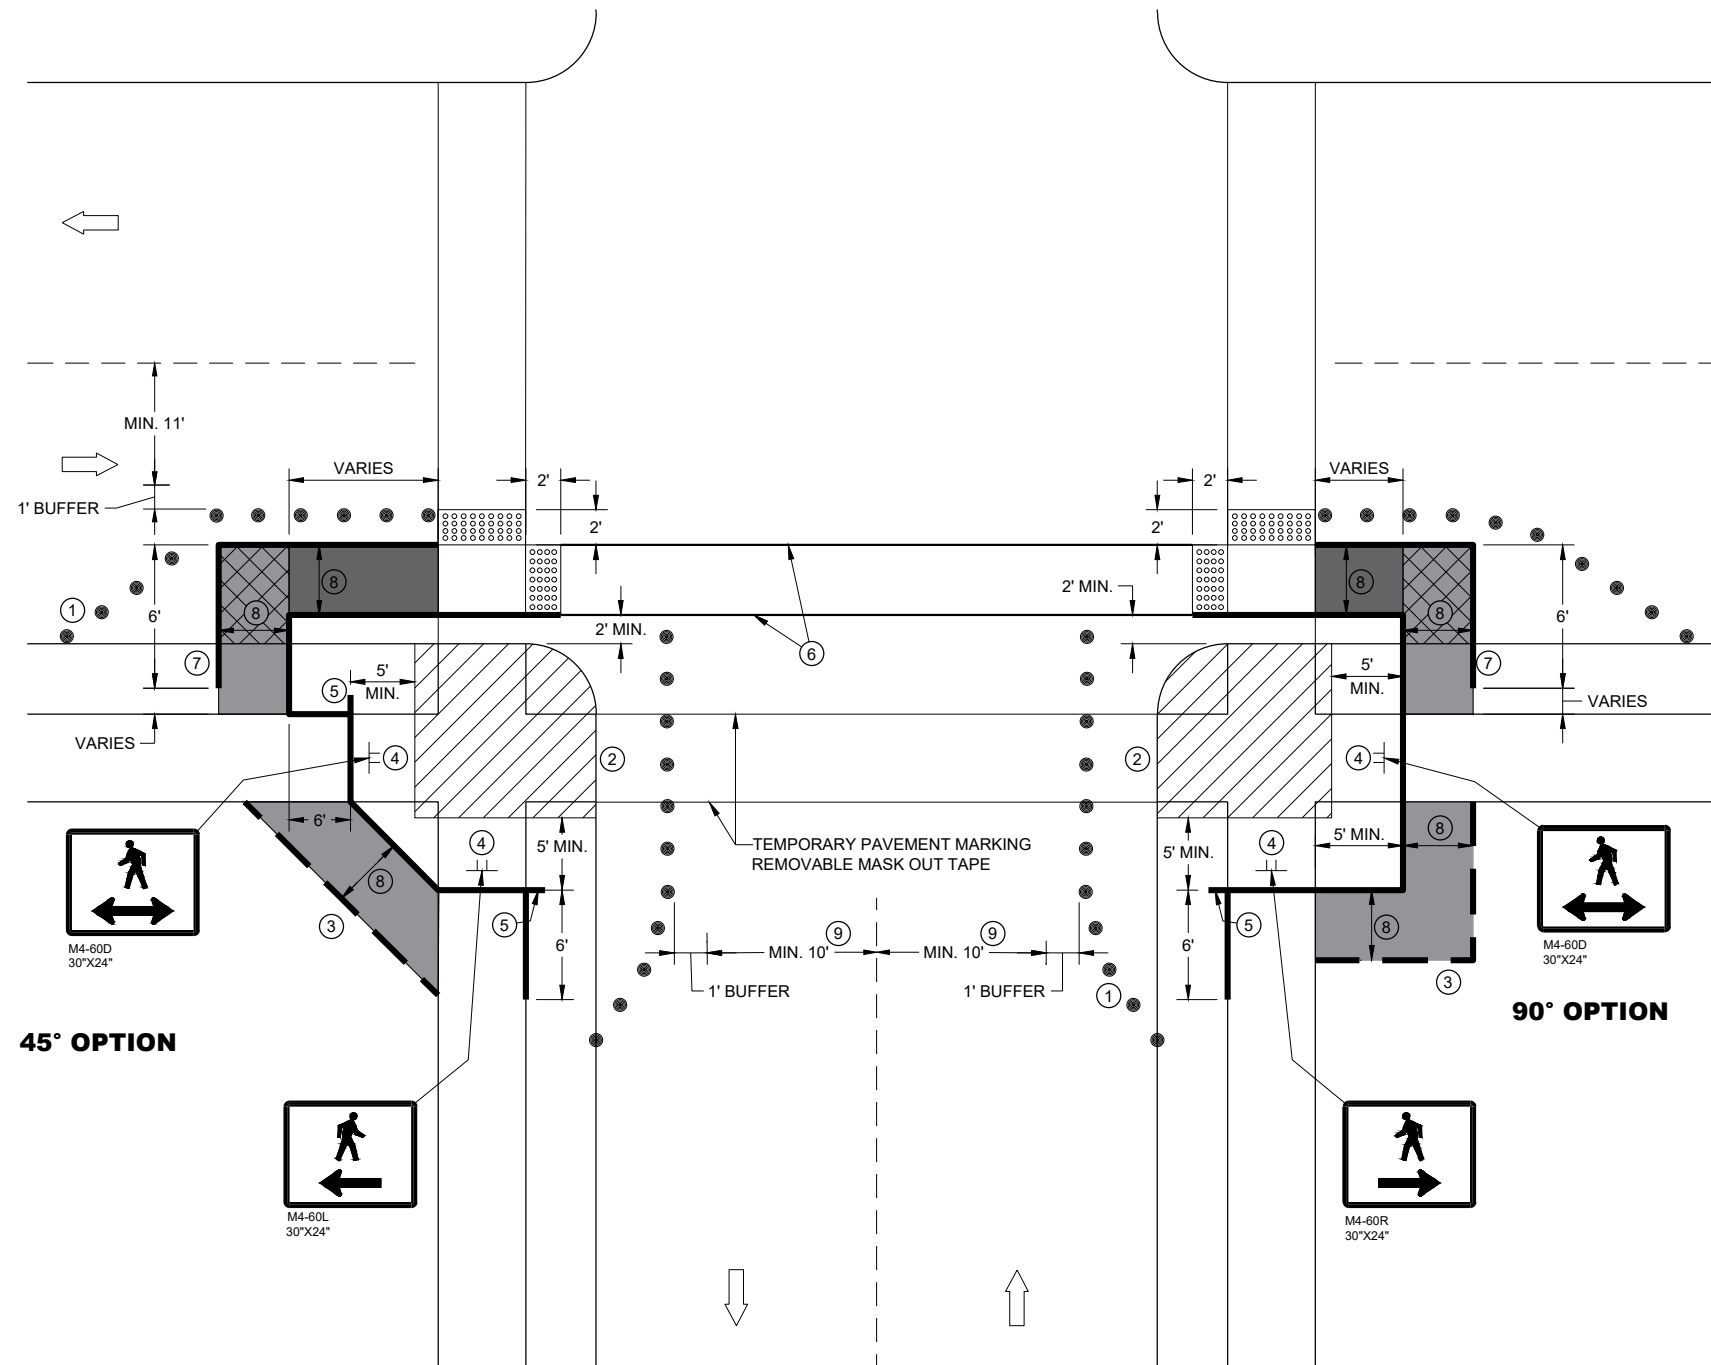 VARIES
2'
VARIES
2'
MIN. 11'
1' BUFFER
2'
2'
8
8
2' MIN.
1
6'
8
8
6'
2' MIN.
6
7
5'
MIN.
5'
MIN.
7
5
VARIES
VARIES
4
2
2
4
6'
TEMPORARY PAVEMENT MARKING
REMOVABLE MASK OUT TAPE
4
5' MIN.
5' MIN.
4
5' MIN.
8
8
3
5
9
9
5
8
6'
MIN. 10'
MIN. 10'
6'
M4-60D
30"X24"
M4-60D
30"X24"
1' BUFFER
1' BUFFER
1
3
45° OPTION
90° OPTION
M4-60L
30"X24"
M4-60R
30"X24"